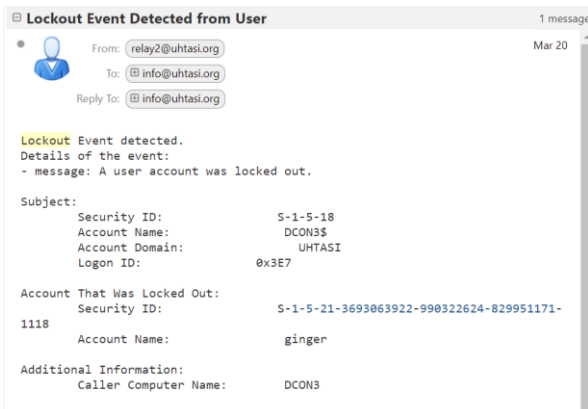 Lockout Event Detected from User
1 message
From: relay2@uhtasi.org
Mar 20
To: info@uhtasi.org
Reply To: info@uhtasi.org
Lockout Event detected.
Details of the event:
- message: A user account was locked out.
Subject:
Security ID: S-1-5-18
Account Name: DCON3$
Account Domain: UHTASI
Logon ID: 0x3E7
Account That Was Locked Out:
Security ID: S-1-5-21-3693063922-990322624-829951171-
1118
Account Name: ginger
Additional Information:
Caller Computer Name: DCON3